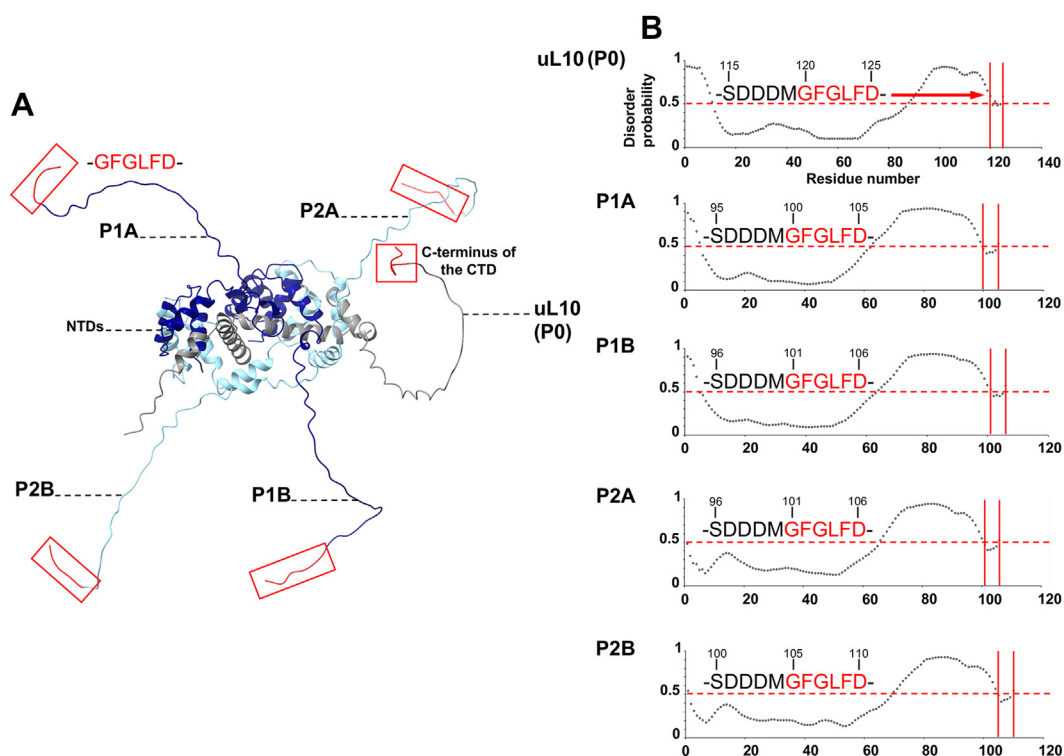 A
-GFGLFD-
P1A
P2A
C-terminus of
the CTD
NTDs
uL10
(P0)
P2B
P1B
B
uL10 (P0)
Disorder
probability
1
0.5
0
115 120 125
-SDDDMGFGLFD-
0 20 40 60 80 100 120 140
Residue number
P1A
1
0.5
0
95 100 105
-SDDDMGFGLFD-
0 20 40 60 80 100 120
P1B
1
0.5
0
96 101 106
-SDDDMGFGLFD-
0 20 40 60 80 100 120
P2A
1
0.5
0
96 101 106
-SDDDMGFGLFD-
0 20 40 60 80 100 120
P2B
1
0.5
0
100 105 110
-SDDDMGFGLFD-
0 20 40 60 80 100 120